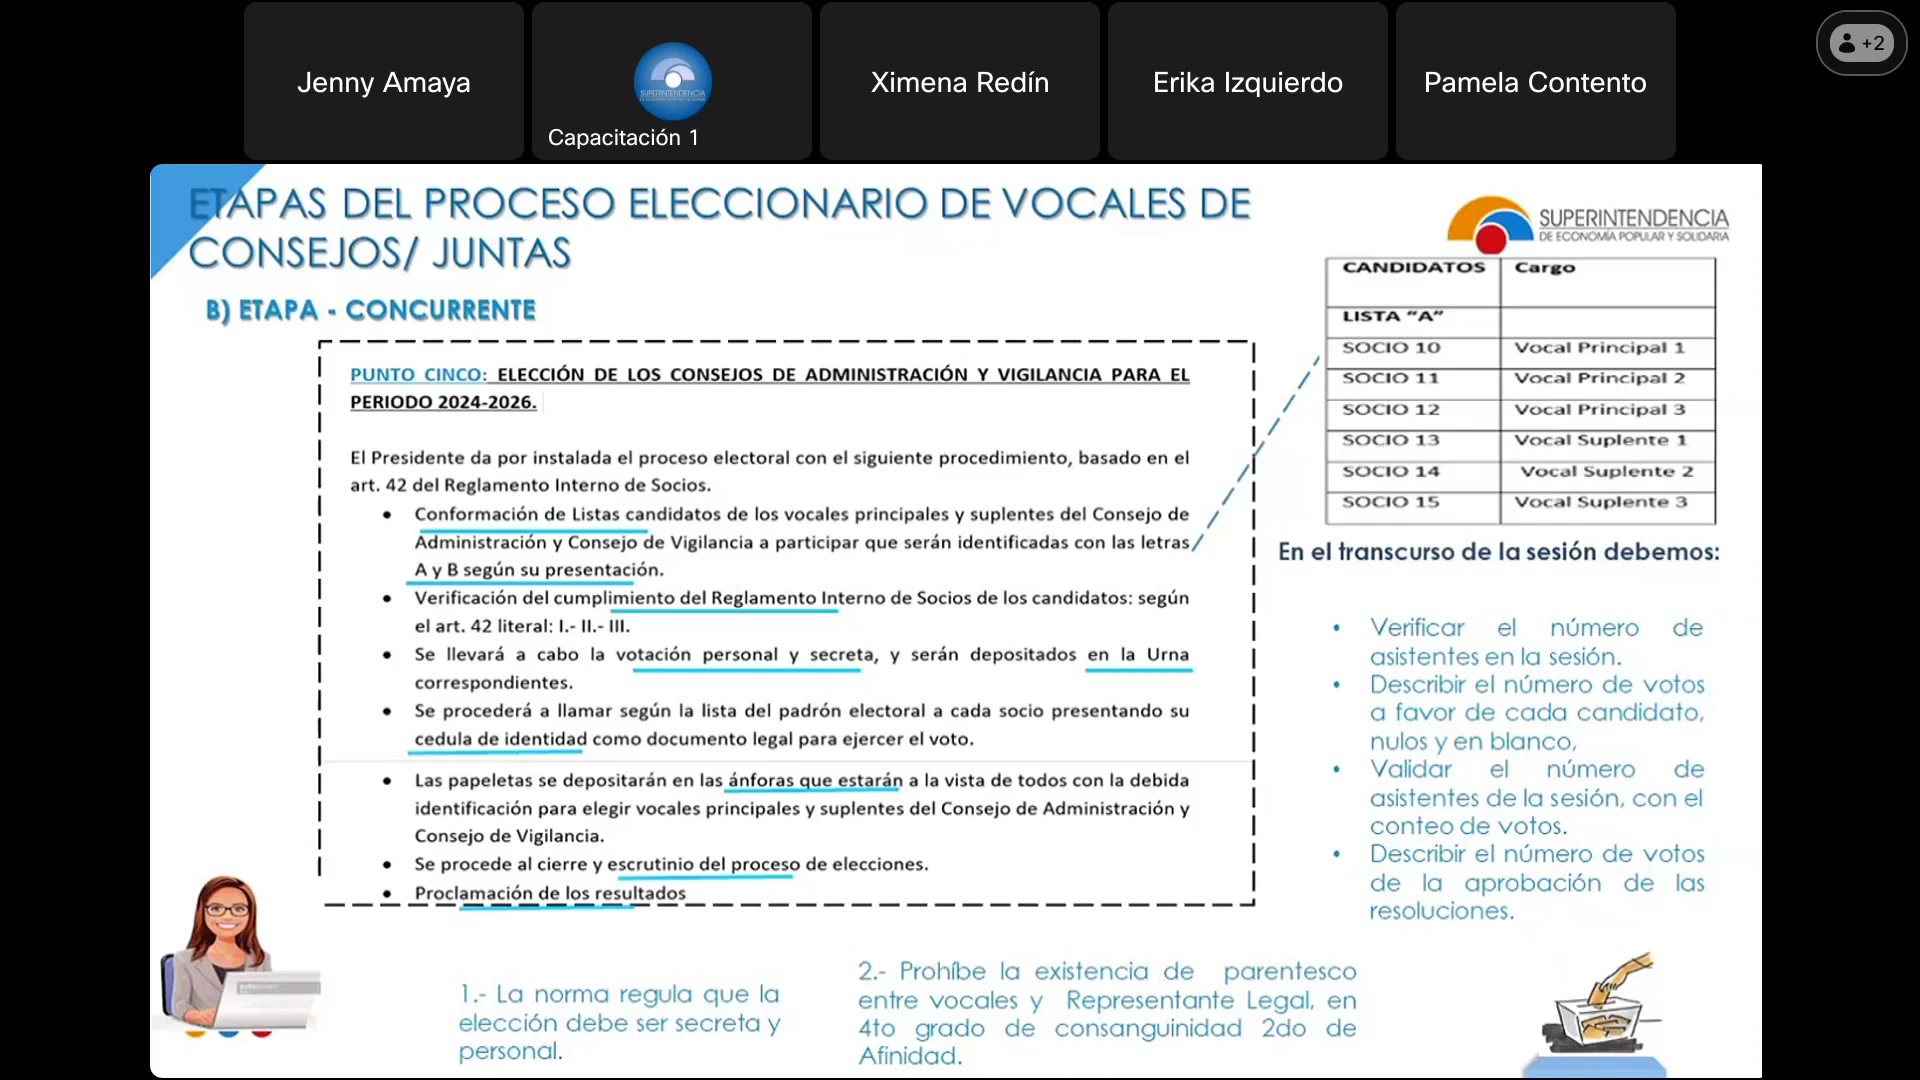 Jenny Amaya
Capacitación 1
Ximena Redín
Erika Izquierdo
Pamela Contento
+2
ETAPAS DEL PROCESO ELECCIONARIO DE VOCALES DE
CONSEJOS/ JUNTAS
SUPERINTENDENCIA
DE ECONOMÍA POPULAR Y SOLIDARIA
B) ETAPA - CONCURRENTE
PUNTO CINCO: ELECCIÓN DE LOS CONSEJOS DE ADMINISTRACIÓN Y VIGILANCIA PARA EL
PERIODO 2024-2026.
El Presidente da por instalada el proceso electoral con el siguiente procedimiento, basado en el
art. 42 del Reglamento Interno de Socios.
• Conformación de Listas candidatos de los vocales principales y suplentes del Consejo de
Administración y Consejo de Vigilancia a participar que serán identificadas con las letras
A y B según su presentación.
• Verificación del cumplimiento del Reglamento Interno de Socios de los candidatos: según
el art. 42 literal: I.- II.- III.
• Se llevará a cabo la votación personal y secreta, y serán depositados en la Urna
correspondientes.
• Se procederá a llamar según la lista del padrón electoral a cada socio presentando su
cedula de identidad como documento legal para ejercer el voto.
• Las papeletas se depositarán en las ánforas que estarán a la vista de todos con la debida
identificación para elegir vocales principales y suplentes del Consejo de Administración y
Consejo de Vigilancia.
• Se procede al cierre y escrutinio del proceso de elecciones.
• Proclamación de los resultados
CANDIDATOS Cargo
LISTA “A”
SOCIO 10 Vocal Principal 1
SOCIO 11 Vocal Principal 2
SOCIO 12 Vocal Principal 3
SOCIO 13 Vocal Suplente 1
SOCIO 14 Vocal Suplente 2
SOCIO 15 Vocal Suplente 3
En el transcurso de la sesión debemos:
• Verificar el número de
asistentes en la sesión.
• Describir el número de votos
a favor de cada candidato,
nulos y en blanco,
• Validar el número de
asistentes de la sesión, con el
conteo de votos.
• Describir el número de votos
de la aprobación de las
resoluciones.
1.- La norma regula que la
elección debe ser secreta y
personal.
2.- Prohíbe la existencia de parentesco
entre vocales y Representante Legal, en
4to grado de consanguinidad 2do de
Afinidad.